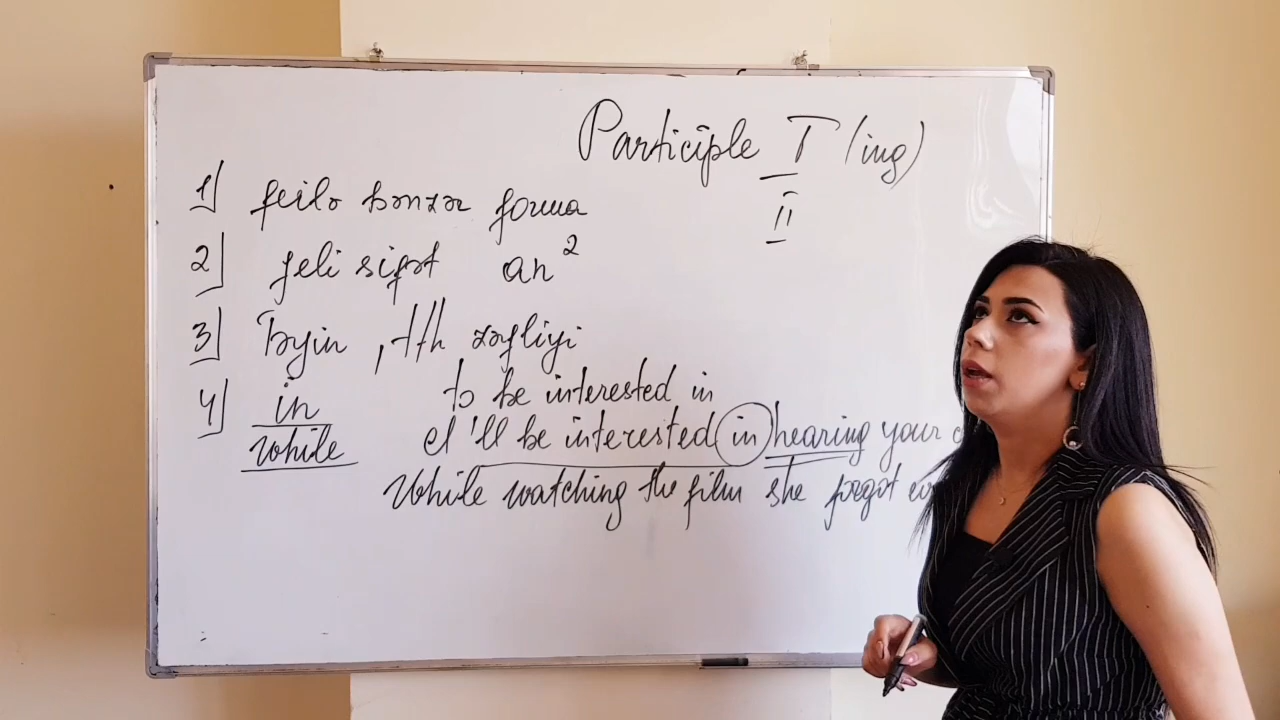 Participle I (ing)
II
1) feilə bənzər forma
2) feli sifət an²
3) Təyin, tth zərfliyi
4) in
while
to be interested in
I'll be interested in hearing your
While watching the film she forgot